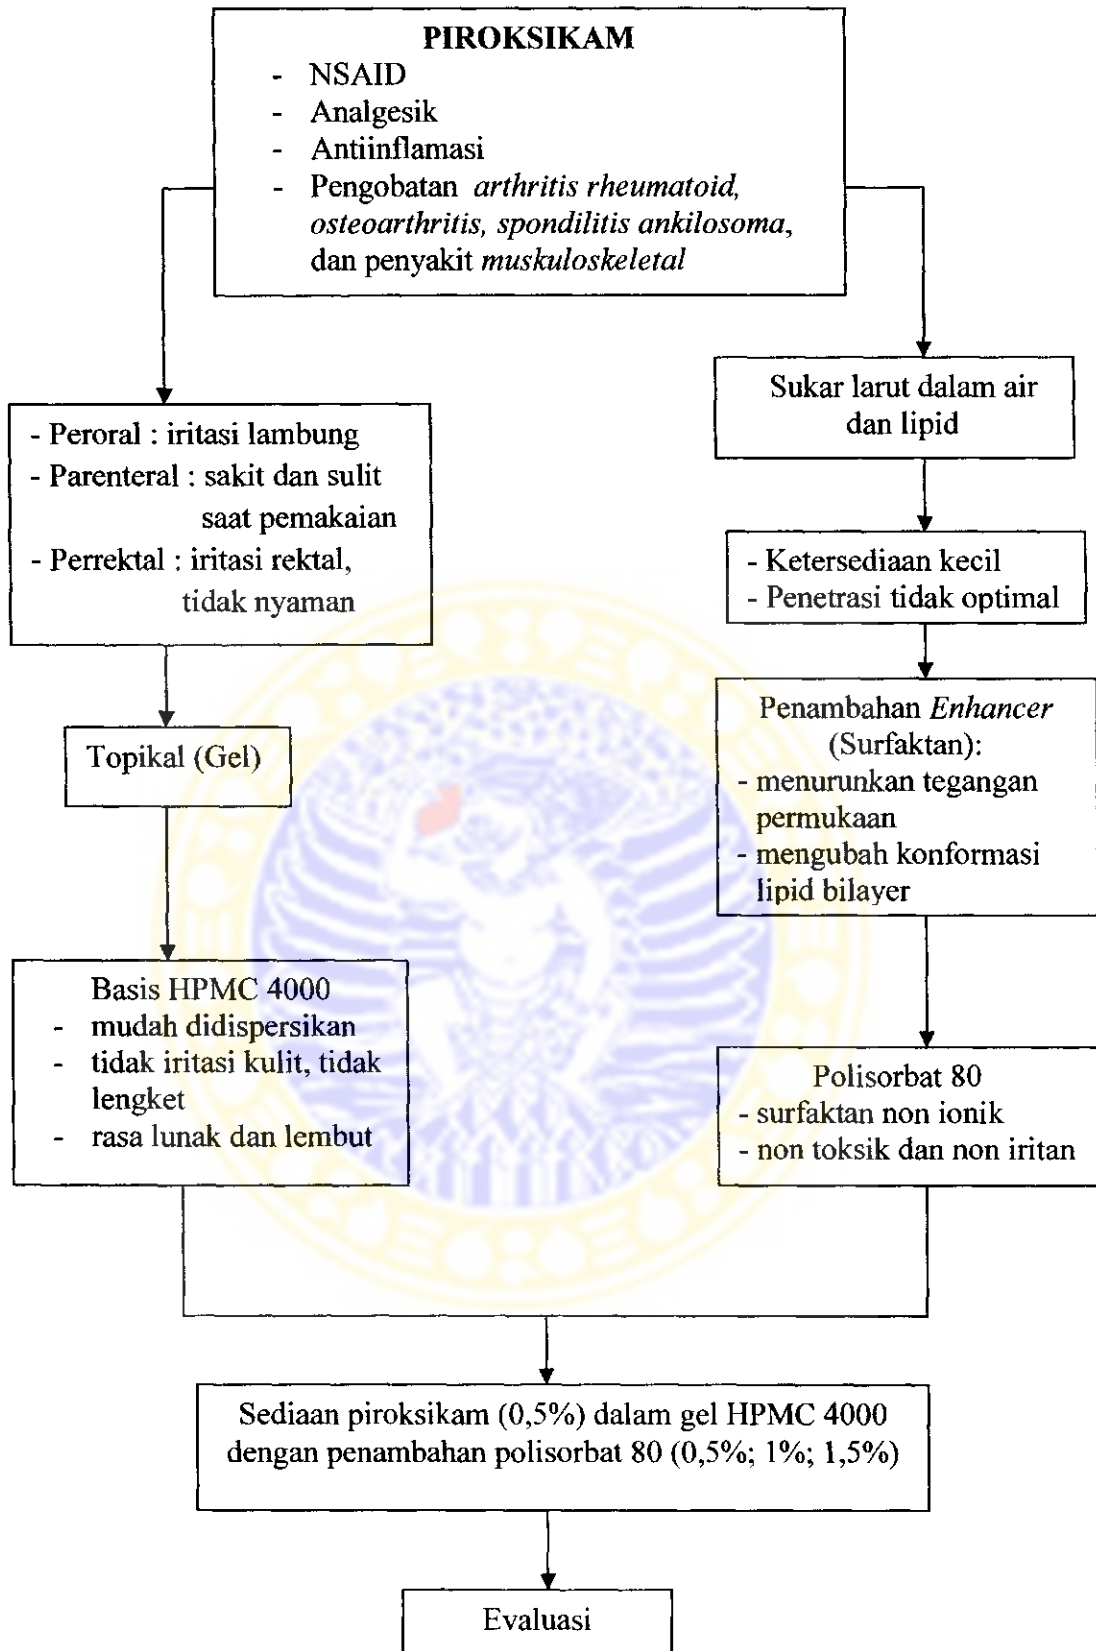 PIROKSIKAM
- NSAID
- Analgesik
- Antiinflamasi
- Pengobatan arthritis rheumatoid,
osteoarthritis, spondilitis ankilosoma,
dan penyakit muskuloskeletal
- Peroral : iritasi lambung
- Parenteral : sakit dan sulit
saat pemakaian
- Perrektal : iritasi rektal,
tidak nyaman
Topikal (Gel)
Basis HPMC 4000
- mudah didispersikan
- tidak iritasi kulit, tidak
lengket
- rasa lunak dan lembut
Sukar larut dalam air
dan lipid
- Ketersediaan kecil
- Penetrasi tidak optimal
Penambahan Enhancer
(Surfaktan):
- menurunkan tegangan
permukaan
- mengubah konformasi
lipid bilayer
Polisorbat 80
- surfaktan non ionik
- non toksik dan non iritan
Sediaan piroksikam (0,5%) dalam gel HPMC 4000
dengan penambahan polisorbat 80 (0,5%; 1%; 1,5%)
Evaluasi